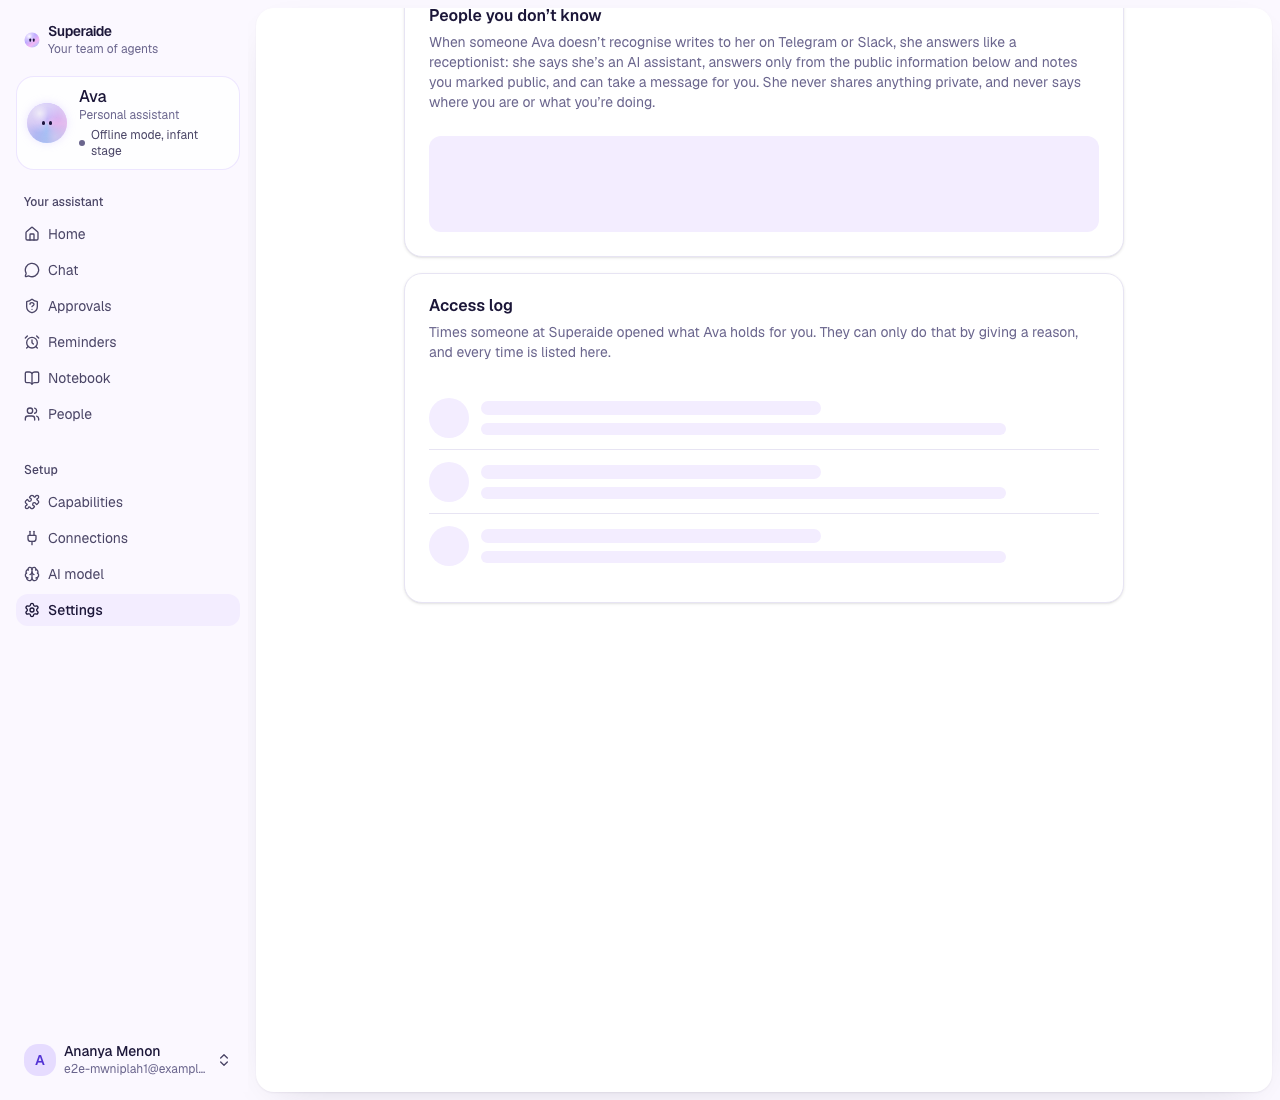 Superaide
Your team of agents
Ava
Personal assistant
Offline mode, infant
stage
Your assistant
Home
Chat
Approvals
Reminders
Notebook
People
Setup
Capabilities
Connections
AI model
Settings
A
Ananya Menon
e2e-mwniplah1@exampl…
People you don’t know
When someone Ava doesn’t recognise writes to her on Telegram or Slack, she answers like a
receptionist: she says she’s an AI assistant, answers only from the public information below and notes
you marked public, and can take a message for you. She never shares anything private, and never says
where you are or what you’re doing.
Access log
Times someone at Superaide opened what Ava holds for you. They can only do that by giving a reason,
and every time is listed here.